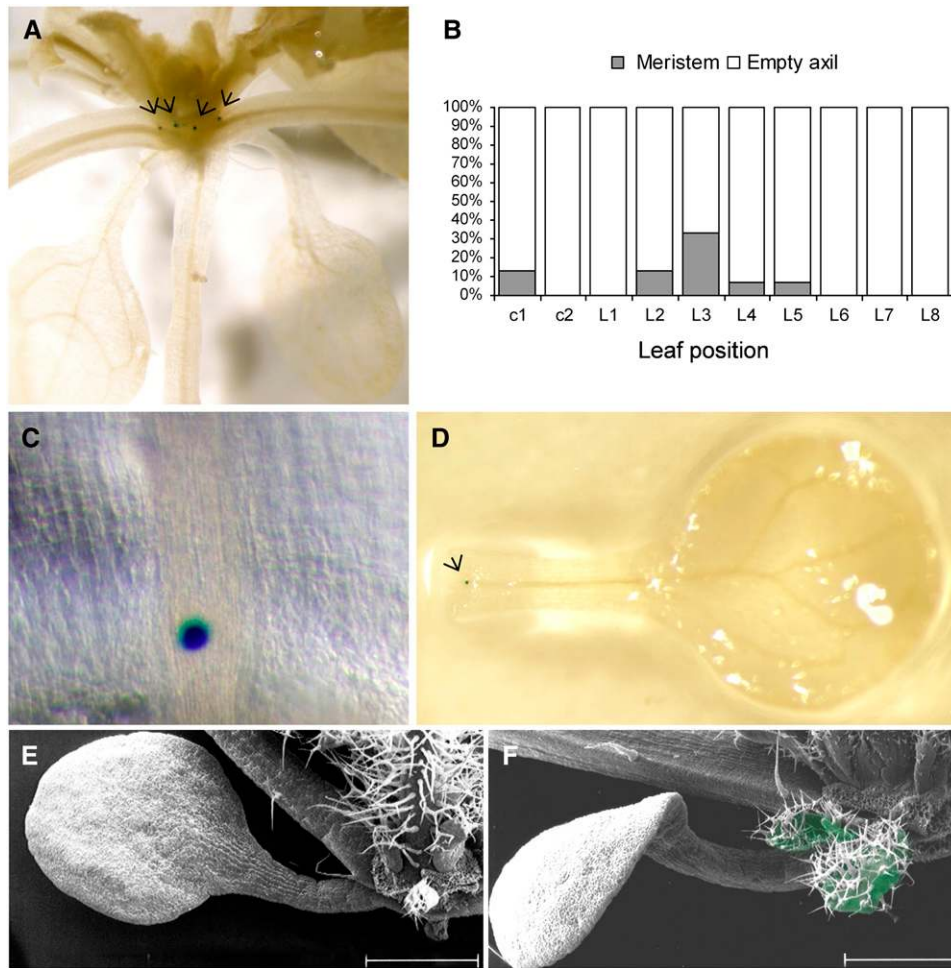 A
B
Meristem Empty axil
100%
90%
80%
70%
60%
50%
40%
30%
20%
10%
0%
c1 c2 L1 L2 L3 L4 L5 L6 L7 L8
Leaf position
C
D
E
F